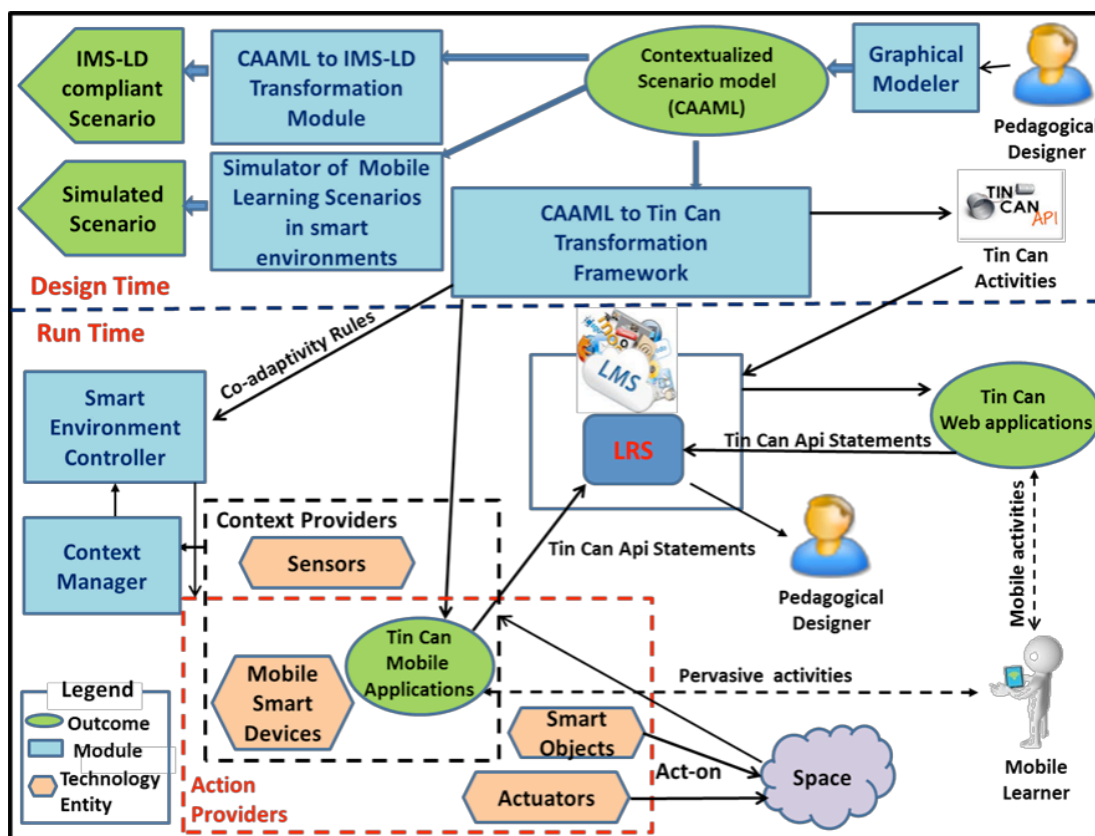 IMS-LD
compliant
Scenario
CAAML to IMS-LD
Transformation
Module
Contextualized
Scenario model
(CAAML)
Graphical
Modeler
Pedagogical
Designer
Simulated
Scenario
Simulator of Mobile
Learning Scenarios
in smart
environments
CAAML to Tin Can
Transformation
Framework
TIN
CAN
API
Tin Can
Activities
Design Time
Run Time
Co-adaptivity Rules
LMS
LRS
Tin Can
Web applications
Tin Can Api Statements
Smart
Environment
Controller
Context
Manager
Context Providers
Sensors
Tin Can Api Statements
Pedagogical
Designer
Mobile activities
Tin Can
Mobile
Applications
Mobile
Smart
Devices
Pervasive activities
Smart
Objects
Act-on
Space
Actuators
Action
Providers
Mobile
Learner
Legend
Outcome
Module
Technology
Entity